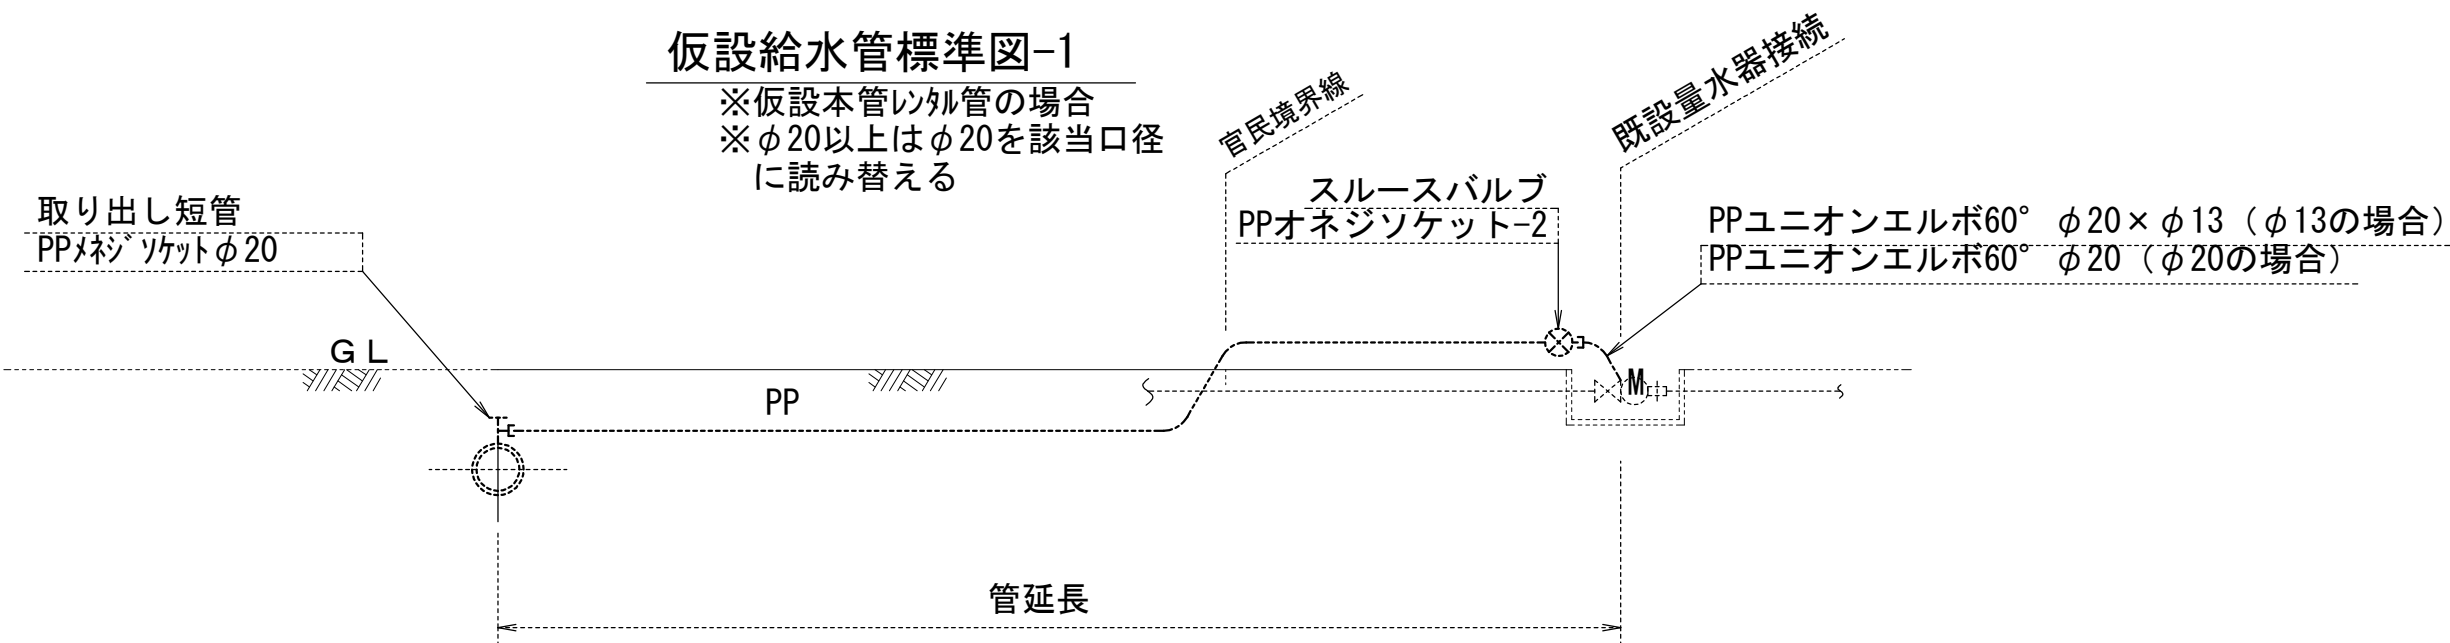 仮設給水管標準図-1
※仮設本管ﾚﾝﾀﾙ管の場合
※φ20以上はφ20を該当口径
に読み替える
官民境界線
既設量水器接続
取り出し短管
PPﾒﾈｼﾞｿｹｯﾄφ20
スルースバルブ
PPオネジソケット-2
PPユニオンエルボ60° φ20×φ13（φ13の場合）
PPユニオンエルボ60° φ20（φ20の場合）
ＧＬ
PP
M
管延長